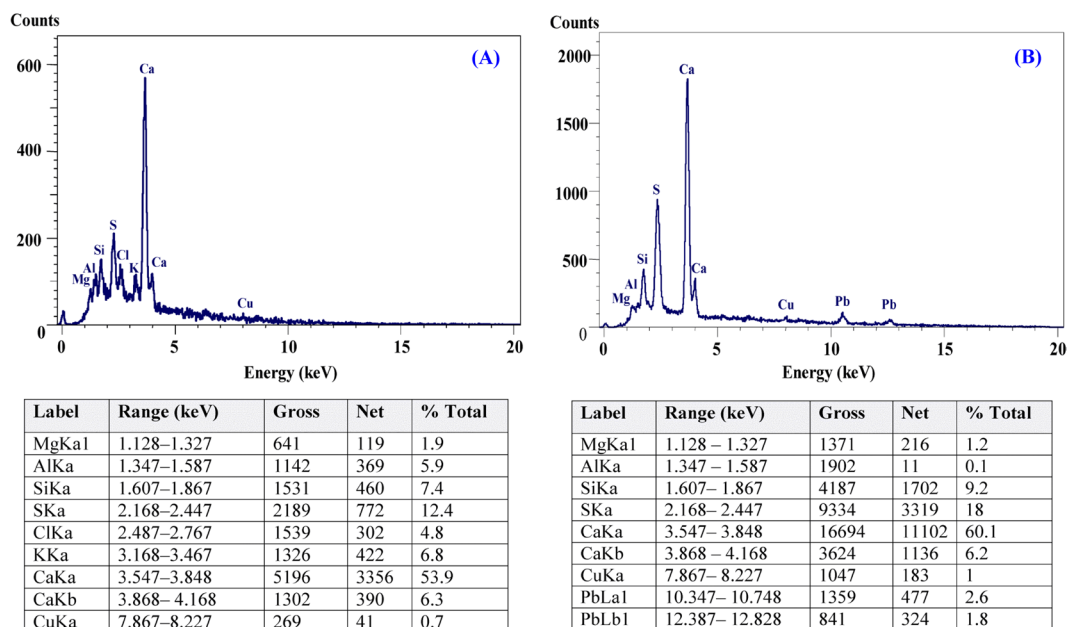 Counts
(A)
600
400
200
0
Ca
S
Si
Al
Mg
Cl
K
Ca
Cu
0 5 10 15 20
Energy (keV)
Label Range (keV) Gross Net % Total
MgKa1 1.128–1.327 641 119 1.9
AlKa 1.347–1.587 1142 369 5.9
SiKa 1.607–1.867 1531 460 7.4
SKa 2.168–2.447 2189 772 12.4
ClKa 2.487–2.767 1539 302 4.8
KKa 3.168–3.467 1326 422 6.8
CaKa 3.547–3.848 5196 3356 53.9
CaKb 3.868– 4.168 1302 390 6.3
CuKa 7.867–8.227 269 41 0.7
Counts
(B)
2000
1500
1000
500
0
Ca
S
Si
Al
Mg
Ca
Cu
Pb
Pb
0 5 10 15 20
Energy (keV)
Label Range (keV) Gross Net % Total
MgKa1 1.128 – 1.327 1371 216 1.2
AlKa 1.347 – 1.587 1902 11 0.1
SiKa 1.607– 1.867 4187 1702 9.2
SKa 2.168– 2.447 9334 3319 18
CaKa 3.547– 3.848 16694 11102 60.1
CaKb 3.868 – 4.168 3624 1136 6.2
CuKa 7.867– 8.227 1047 183 1
PbLa1 10.347– 10.748 1359 477 2.6
PbLb1 12.387– 12.828 841 324 1.8